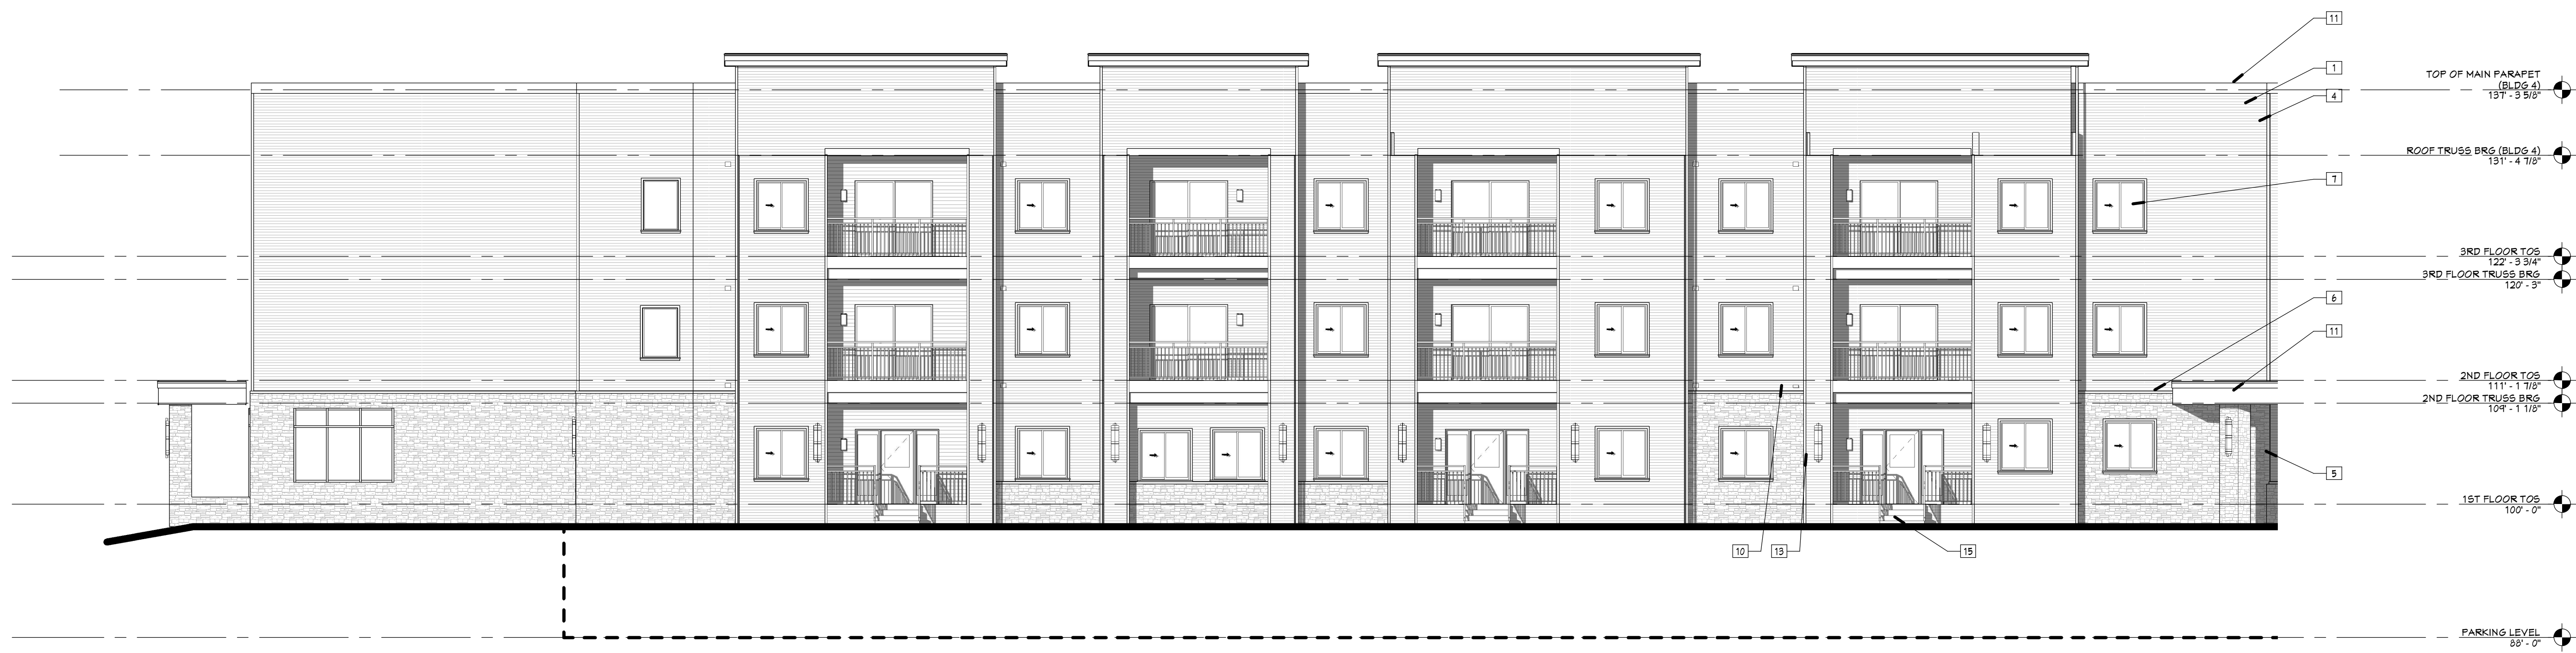 11
1
TOP OF MAIN PARAPET
(BLDG 4)
137' - 3 5/8"
4
ROOF TRUSS BRG (BLDG 4)
131' - 4 7/8"
7
3RD FLOOR TOS
122' - 3 3/4"
3RD FLOOR TRUSS BRG
120' - 3"
6
11
2ND FLOOR TOS
111' - 1 7/8"
2ND FLOOR TRUSS BRG
109' - 1 1/8"
5
1ST FLOOR TOS
100' - 0"
10
13
15
PARKING LEVEL
88' - 0"